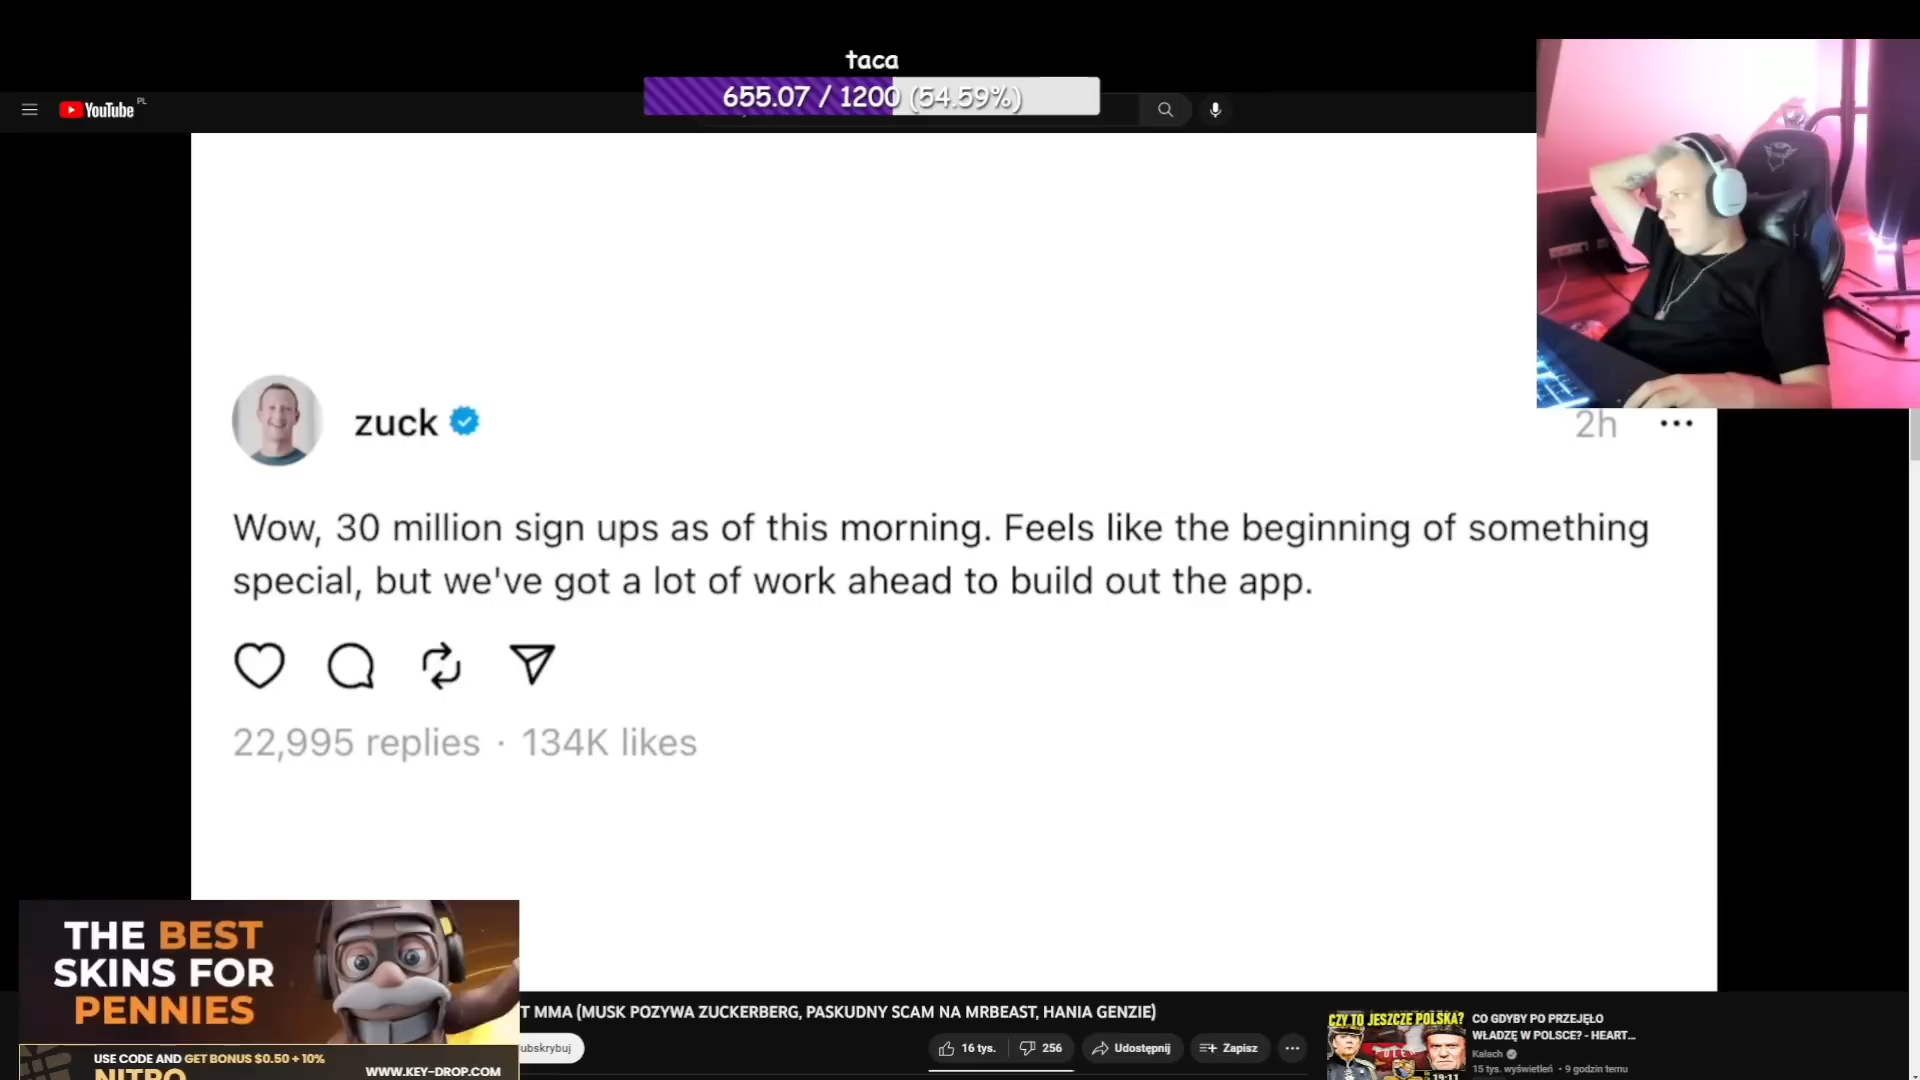 taca
655.07 / 1200 (54.59%)
YouTube PL
zuck
2h
Wow, 30 million sign ups as of this morning. Feels like the beginning of something
special, but we've got a lot of work ahead to build out the app.
22,995 replies · 134K likes
THE BEST
SKINS FOR
PENNIES
USE CODE AND GET BONUS $0.50 + 10%
NITRO
WWW.KEY-DROP.COM
T MMA (MUSK POZYWA ZUCKERBERG, PASKUDNY SCAM NA MRBEAST, HANIA GENZIE)
ubskrybuj
16 tys.
256
Udostępnij
Zapisz
CZY TO JESZCZE POLSKA?
19:11
CO GDYBY PO PRZEJĘŁO
WŁADZĘ W POLSCE? - HEART...
Kalach
15 tys. wyświetleń • 9 godzin temu